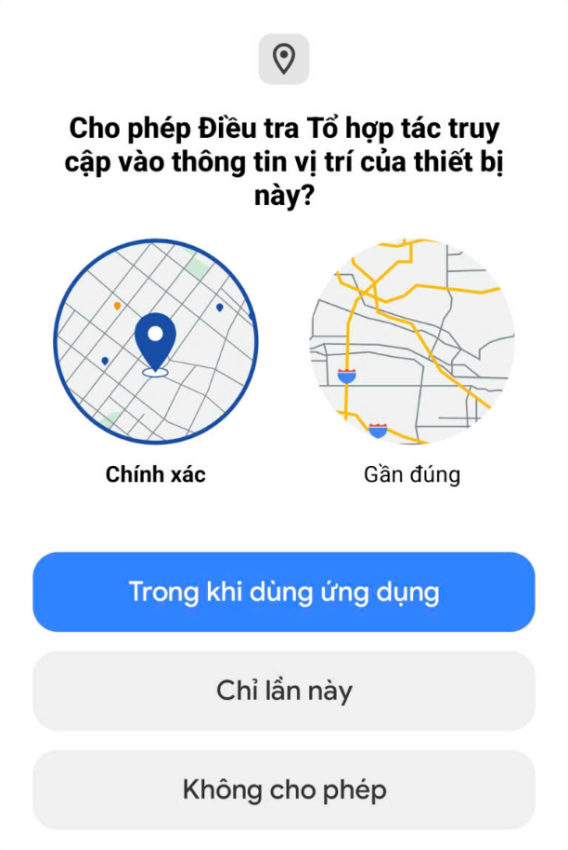 Cho phép Điều tra Tổ hợp tác truy
cập vào thông tin vị trí của thiết bị
này?
Chính xác
Gần đúng
Trong khi dùng ứng dụng
Chỉ lần này
Không cho phép